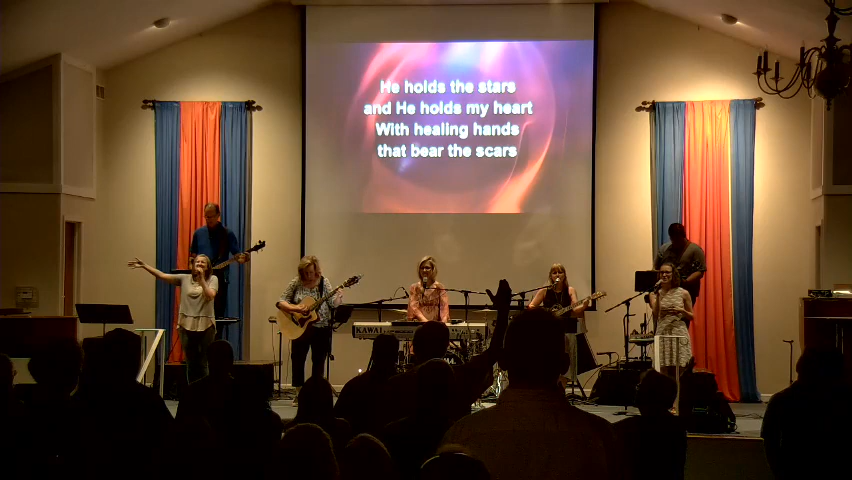 He holds the stars
and He holds my heart
With healing hands
that bear the scars
KAWAI